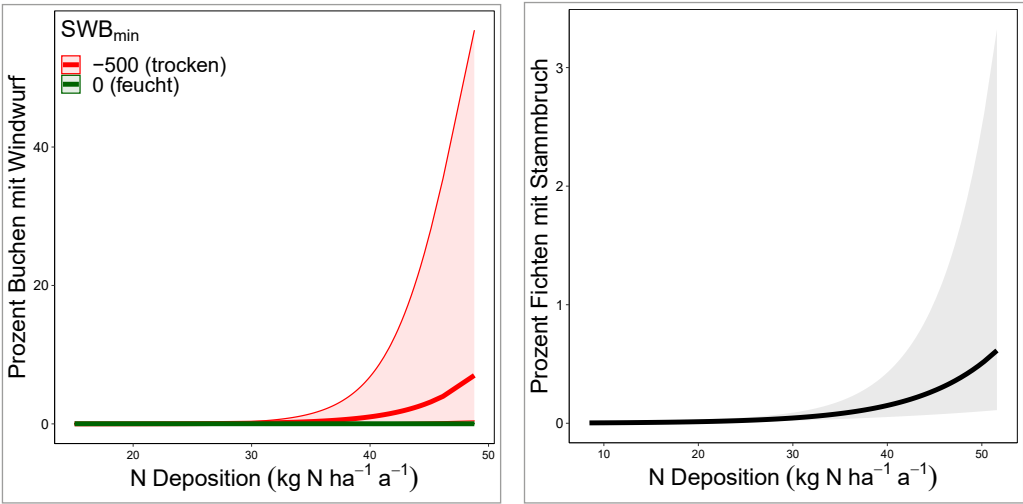 SWBmin
−500 (trocken)
0 (feucht)
Prozent Buchen mit Windwurf
40
20
0
20
30
40
50
N Deposition (kg N ha⁻¹ a⁻¹)
Prozent Fichten mit Stammbruch
3
2
1
0
10
20
30
40
50
N Deposition (kg N ha⁻¹ a⁻¹)